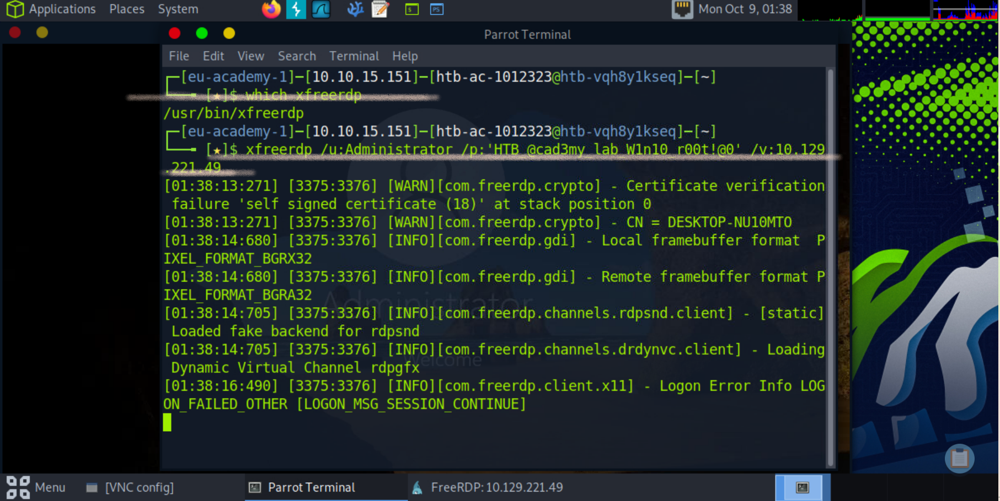 Applications Places System
Mon Oct 9, 01:38
Parrot Terminal
File Edit View Search Terminal Help
┌─[eu-academy-1]─[10.10.15.151]─[htb-ac-1012323@htb-vqh8y1kseq]─[~]
└──╼ [★]$ which xfreerdp
/usr/bin/xfreerdp
┌─[eu-academy-1]─[10.10.15.151]─[htb-ac-1012323@htb-vqh8y1kseq]─[~]
└──╼ [★]$ xfreerdp /u:Administrator /p:'HTB_@cad3my_lab_W1n10_r00t!@0' /v:10.129
.221.49
[01:38:13:271] [3375:3376] [WARN][com.freerdp.crypto] - Certificate verification
failure 'self signed certificate (18)' at stack position 0
[01:38:13:271] [3375:3376] [WARN][com.freerdp.crypto] - CN = DESKTOP-NU10MTO
[01:38:14:680] [3375:3376] [INFO][com.freerdp.gdi] - Local framebuffer format  P
IXEL_FORMAT_BGRX32
[01:38:14:680] [3375:3376] [INFO][com.freerdp.gdi] - Remote framebuffer format P
IXEL_FORMAT_BGRA32
Administrator
[01:38:14:705] [3375:3376] [INFO][com.freerdp.channels.rdpsnd.client] - [static]
Loaded fake backend for rdpsnd
[01:38:14:705] [3375:3376] [INFO][com.freerdp.channels.drdynvc.client] - Loading
Welcome
Dynamic Virtual Channel rdpgfx
[01:38:16:490] [3375:3376] [INFO][com.freerdp.client.x11] - Logon Error Info LOG
ON_FAILED_OTHER [LOGON_MSG_SESSION_CONTINUE]
Menu [VNC config] Parrot Terminal FreeRDP: 10.129.221.49